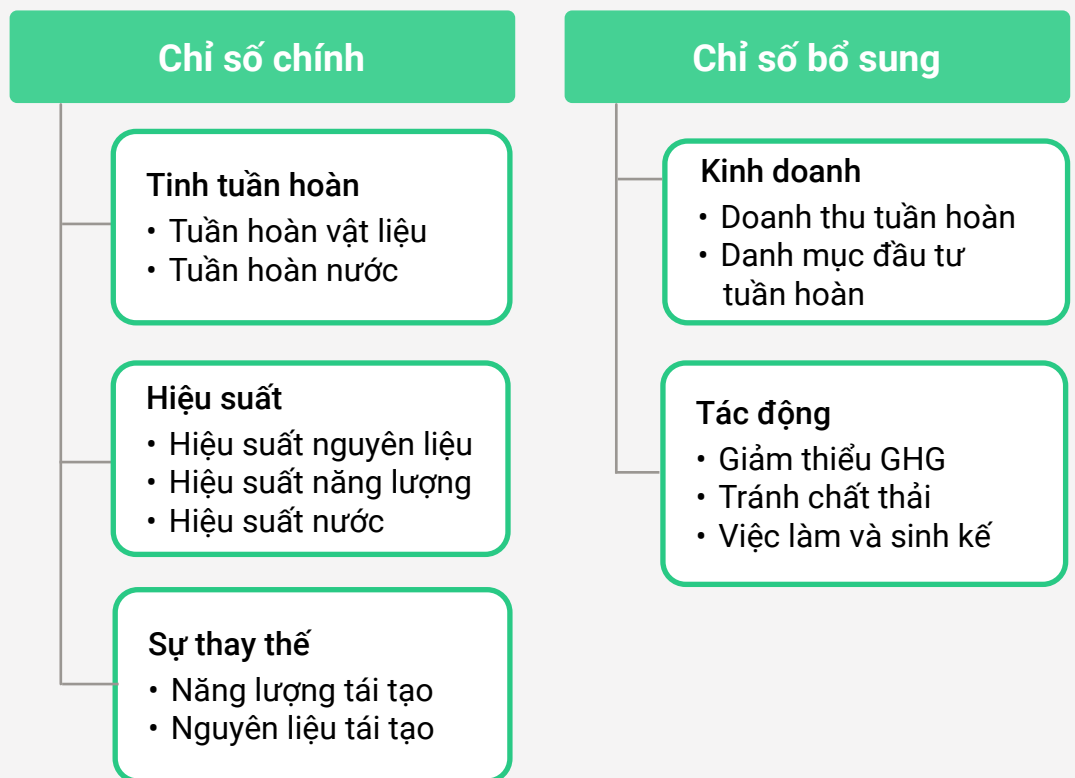 Chỉ số chính
Tinh tuần hoàn
• Tuần hoàn vật liệu
• Tuần hoàn nước
Hiệu suất
• Hiệu suất nguyên liệu
• Hiệu suất năng lượng
• Hiệu suất nước
Sự thay thế
• Năng lượng tái tạo
• Nguyên liệu tái tạo
Chỉ số bổ sung
Kinh doanh
• Doanh thu tuần hoàn
• Danh mục đầu tư
tuần hoàn
Tác động
• Giảm thiểu GHG
• Tránh chất thải
• Việc làm và sinh kế